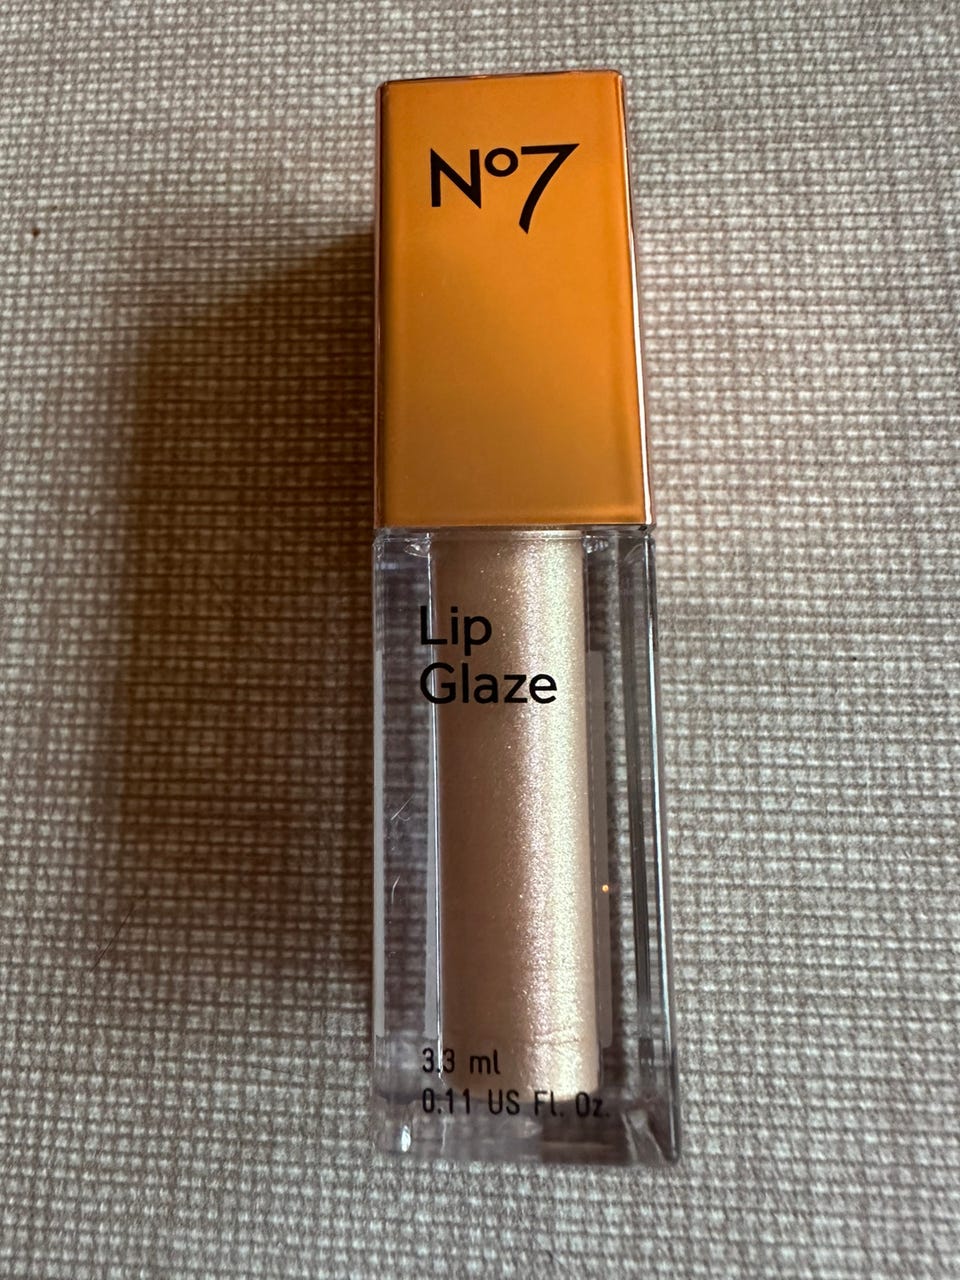 Nº7
Lip
Glaze
3.3 ml
0.11 US Fl. Oz.